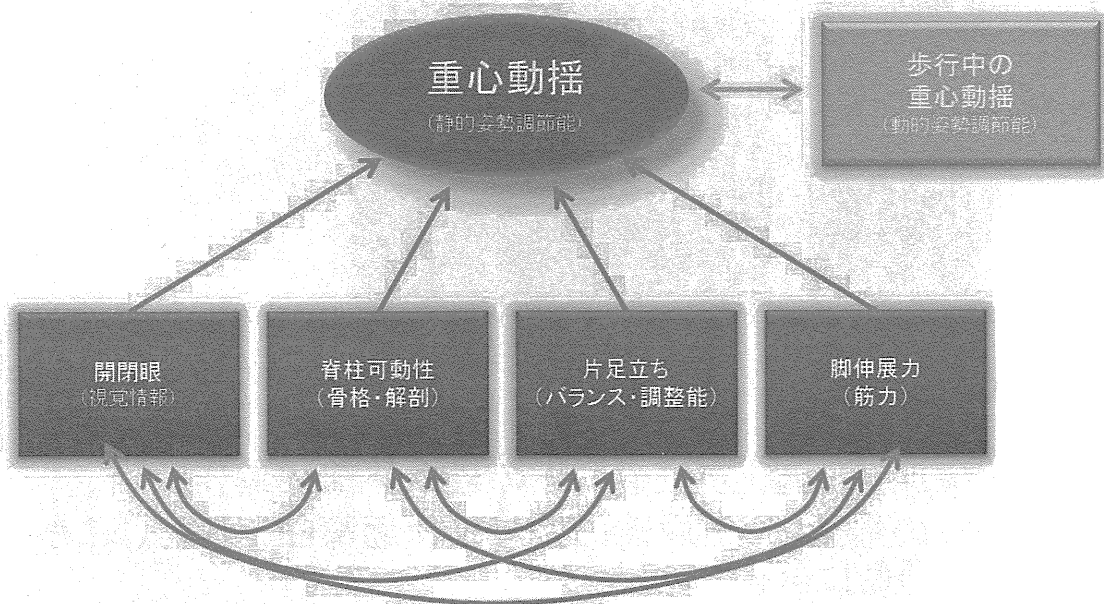 重心動揺
(静的姿勢調節能)
歩行中の
重心動揺
(動的姿勢調節能)
開閉眼
(視覚情報)
脊柱可動性
(骨格・解剖)
片足立ち
(バランス・調整能)
脚伸展力
(筋力)